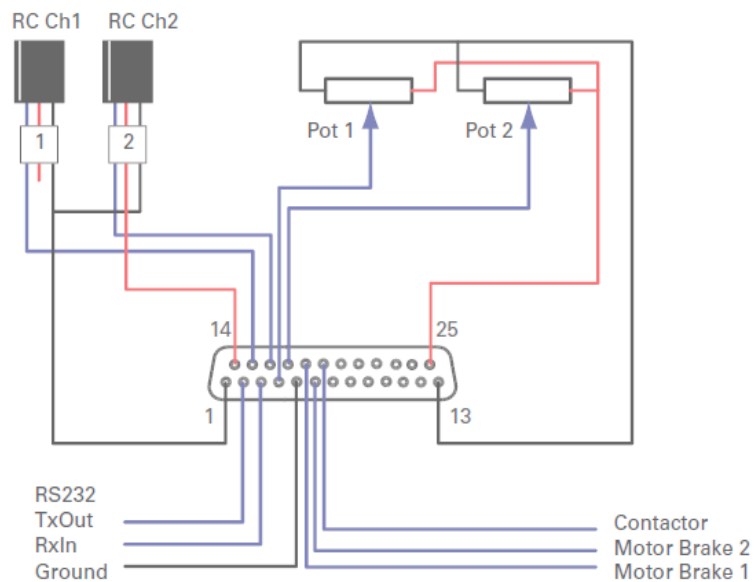 RC Ch1 RC Ch2
1 2
Pot 1 Pot 2
14 25
1 13
RS232
TxOut
RxIn
Ground
Contactor
Motor Brake 2
Motor Brake 1